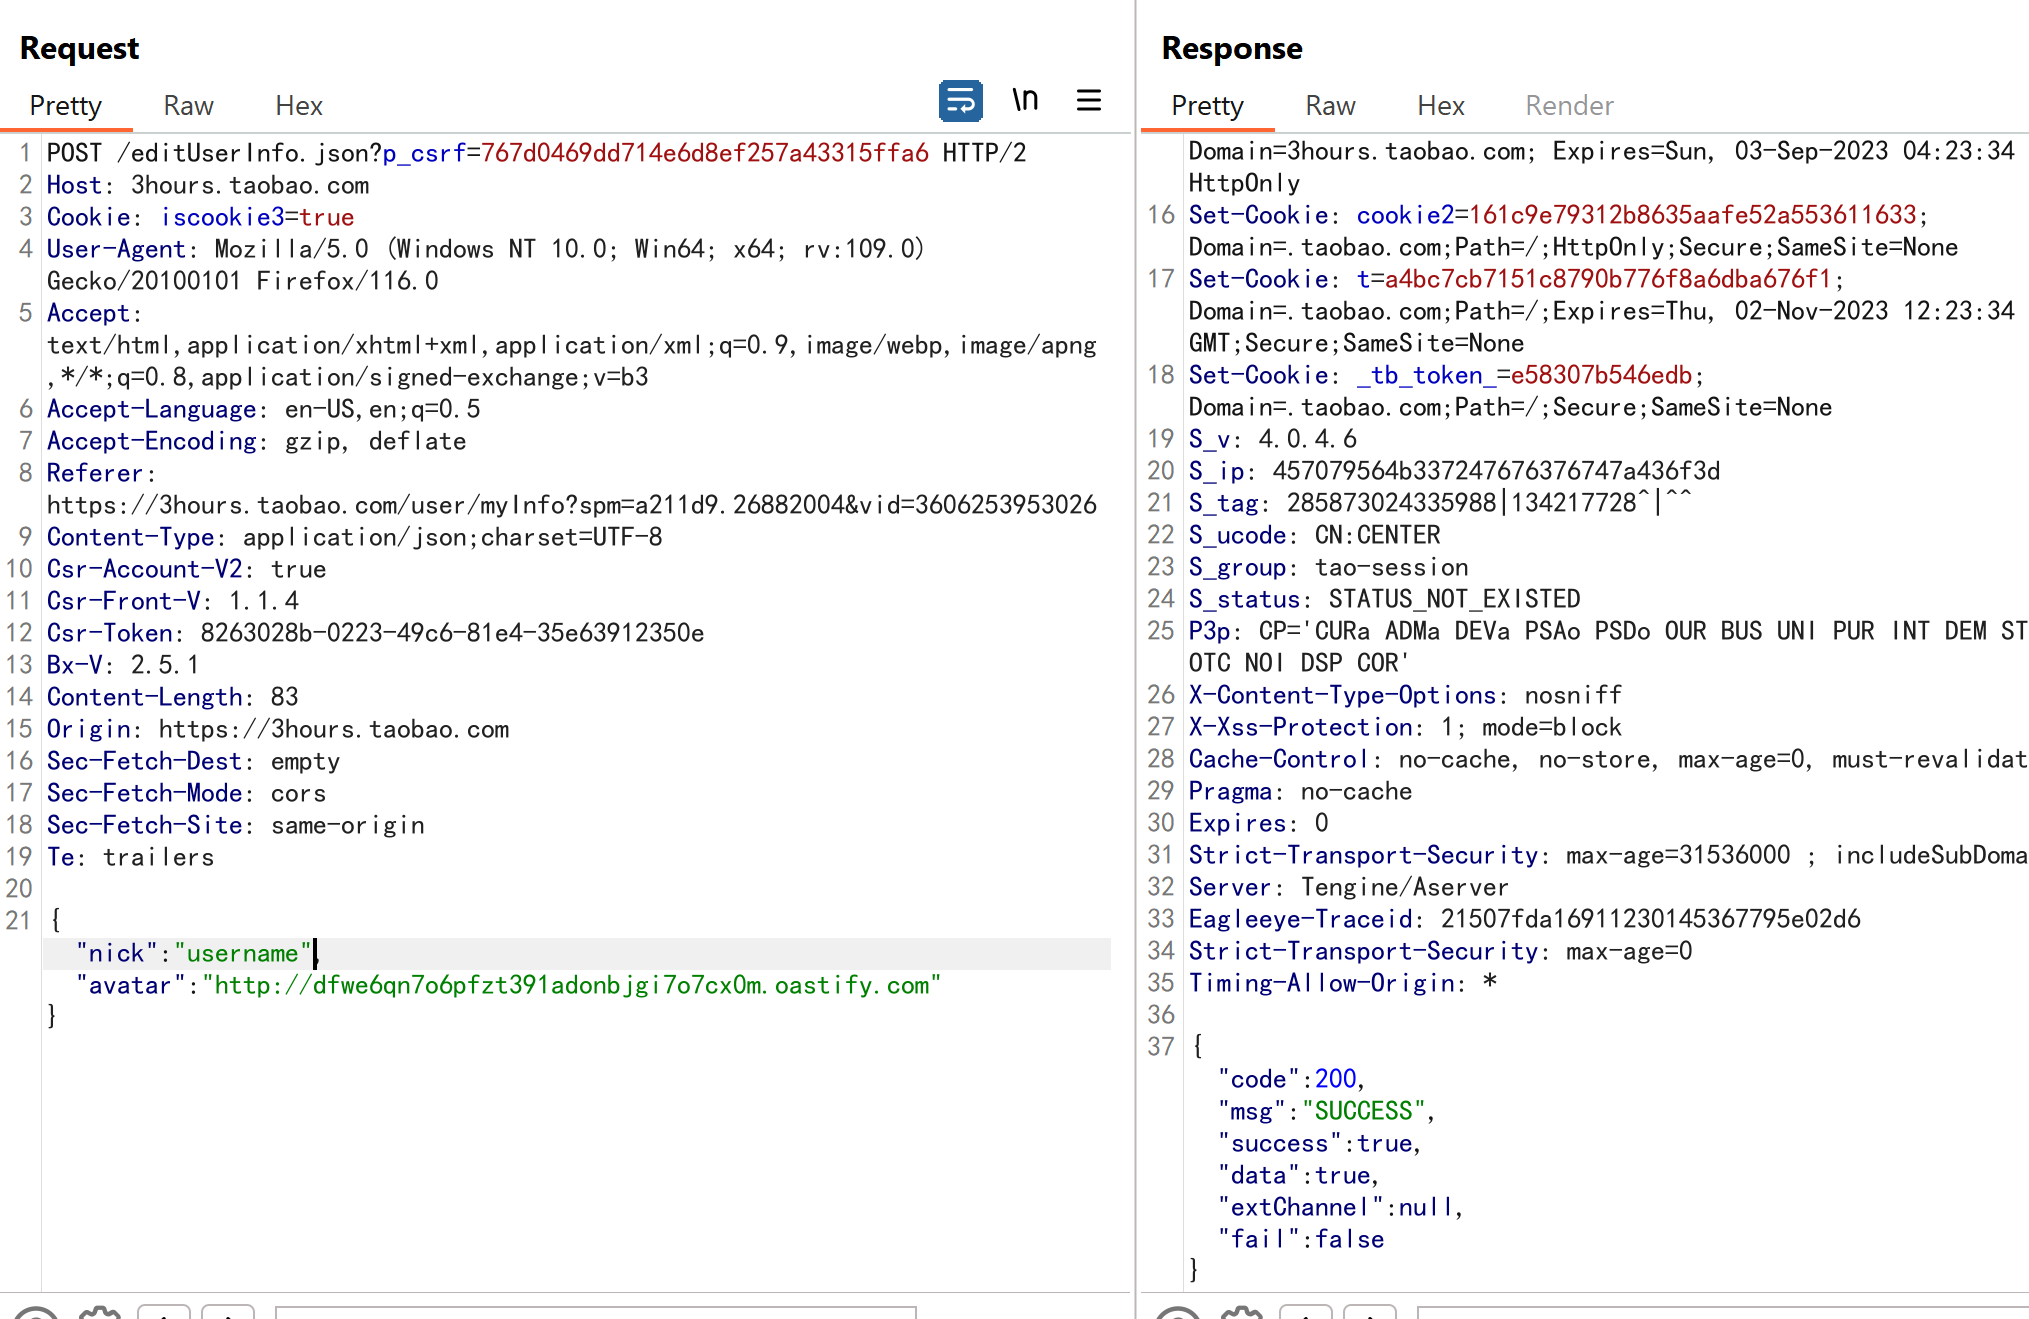 Request
Pretty Raw Hex
\n
1 POST /editUserInfo.json?p_csrf=767d0469dd714e6d8ef257a43315ffa6 HTTP/2
2 Host: 3hours.taobao.com
3 Cookie: iscookie3=true
4 User-Agent: Mozilla/5.0 (Windows NT 10.0; Win64; x64; rv:109.0)
Gecko/20100101 Firefox/116.0
5 Accept:
text/html,application/xhtml+xml,application/xml;q=0.9,image/webp,image/apng
,*/*;q=0.8,application/signed-exchange;v=b3
6 Accept-Language: en-US,en;q=0.5
7 Accept-Encoding: gzip, deflate
8 Referer:
https://3hours.taobao.com/user/myInfo?spm=a211d9.26882004&vid=3606253953026
9 Content-Type: application/json;charset=UTF-8
10 Csr-Account-V2: true
11 Csr-Front-V: 1.1.4
12 Csr-Token: 8263028b-0223-49c6-81e4-35e63912350e
13 Bx-V: 2.5.1
14 Content-Length: 83
15 Origin: https://3hours.taobao.com
16 Sec-Fetch-Dest: empty
17 Sec-Fetch-Mode: cors
18 Sec-Fetch-Site: same-origin
19 Te: trailers
20
21 {
"nick":"username",
"avatar":"http://dfwe6qn7o6pfzt391adonbjgi7o7cx0m.oastify.com"
}
Response
Pretty Raw Hex Render
Domain=3hours.taobao.com; Expires=Sun, 03-Sep-2023 04:23:34
HttpOnly
16 Set-Cookie: cookie2=161c9e79312b8635aafe52a553611633;
Domain=.taobao.com;Path=/;HttpOnly;Secure;SameSite=None
17 Set-Cookie: t=a4bc7cb7151c8790b776f8a6dba676f1;
Domain=.taobao.com;Path=/;Expires=Thu, 02-Nov-2023 12:23:34
GMT;Secure;SameSite=None
18 Set-Cookie: _tb_token_=e58307b546edb;
Domain=.taobao.com;Path=/;Secure;SameSite=None
19 S_v: 4.0.4.6
20 S_ip: 457079564b337247676376747a436f3d
21 S_tag: 285873024335988|134217728^|^^
22 S_ucode: CN:CENTER
23 S_group: tao-session
24 S_status: STATUS_NOT_EXISTED
25 P3p: CP='CURa ADMa DEVa PSAo PSDo OUR BUS UNI PUR INT DEM ST
OTC NOI DSP COR'
26 X-Content-Type-Options: nosniff
27 X-Xss-Protection: 1; mode=block
28 Cache-Control: no-cache, no-store, max-age=0, must-revalidat
29 Pragma: no-cache
30 Expires: 0
31 Strict-Transport-Security: max-age=31536000 ; includeSubDoma
32 Server: Tengine/Aserver
33 Eagleeye-Traceid: 21507fda16911230145367795e02d6
34 Strict-Transport-Security: max-age=0
35 Timing-Allow-Origin: *
36
37 {
"code":200,
"msg":"SUCCESS",
"success":true,
"data":true,
"extChannel":null,
"fail":false
}